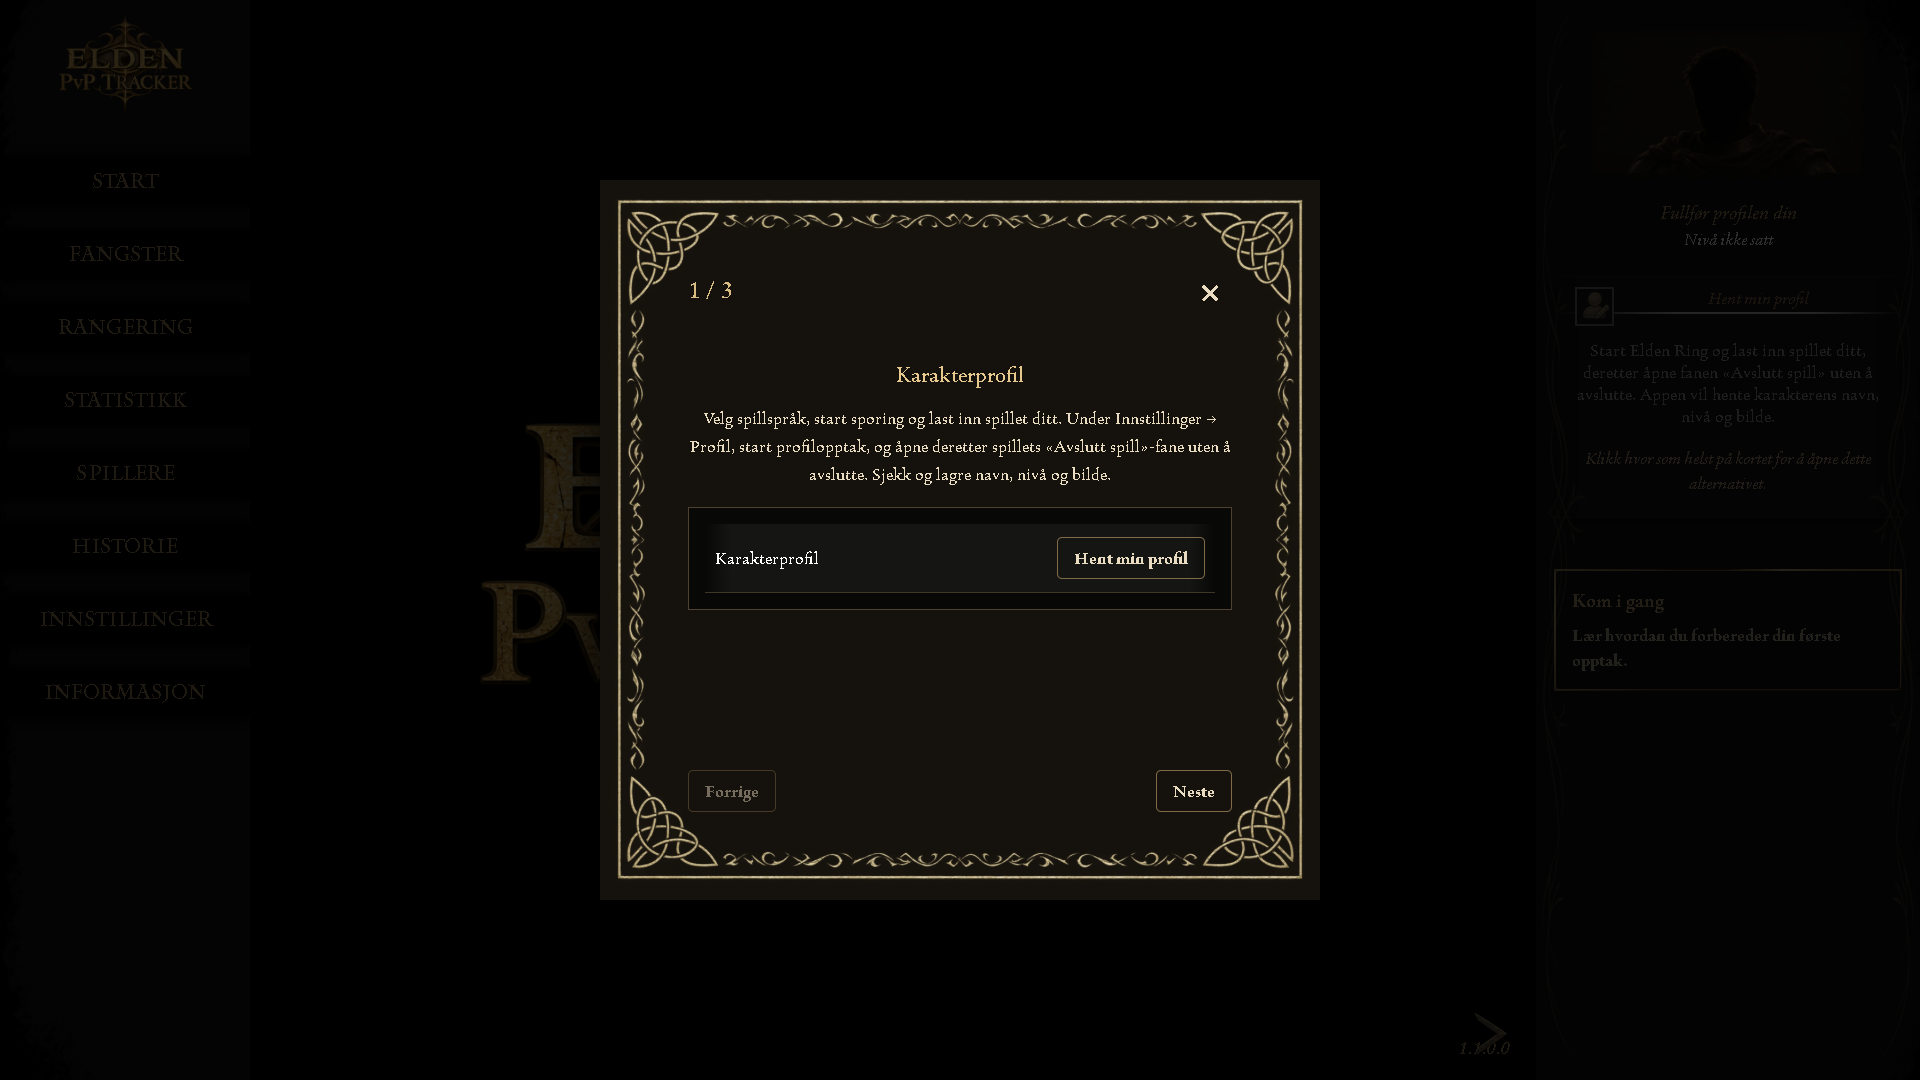 ELDEN
PVP TRACKER
START
FANGSTER
RANGERING
STATISTIKK
SPILLERE
HISTORIE
INNSTILLINGER
INFORMASJON
1 / 3
Karakterprofil
Velg spillspråk, start sporing og last inn spillet ditt. Under Innstillinger →
Profil, start profilopptak, og åpne deretter spillets «Avslutt spill»-fane uten å
avslutte. Sjekk og lagre navn, nivå og bilde.
Karakterprofil
Hent min profil
Forrige
Neste
Fullfør profilen din
Nivå ikke satt
Hent min profil
Start Elden Ring og last inn spillet ditt,
deretter åpne fanen «Avslutt spill» uten å
avslutte. Appen vil hente karakterens navn,
nivå og bilde.
Klikk hvor som helst på kortet for å åpne dette
alternativet.
Kom i gang
Lær hvordan du forbereder din første
opptak.
1.1.0.0